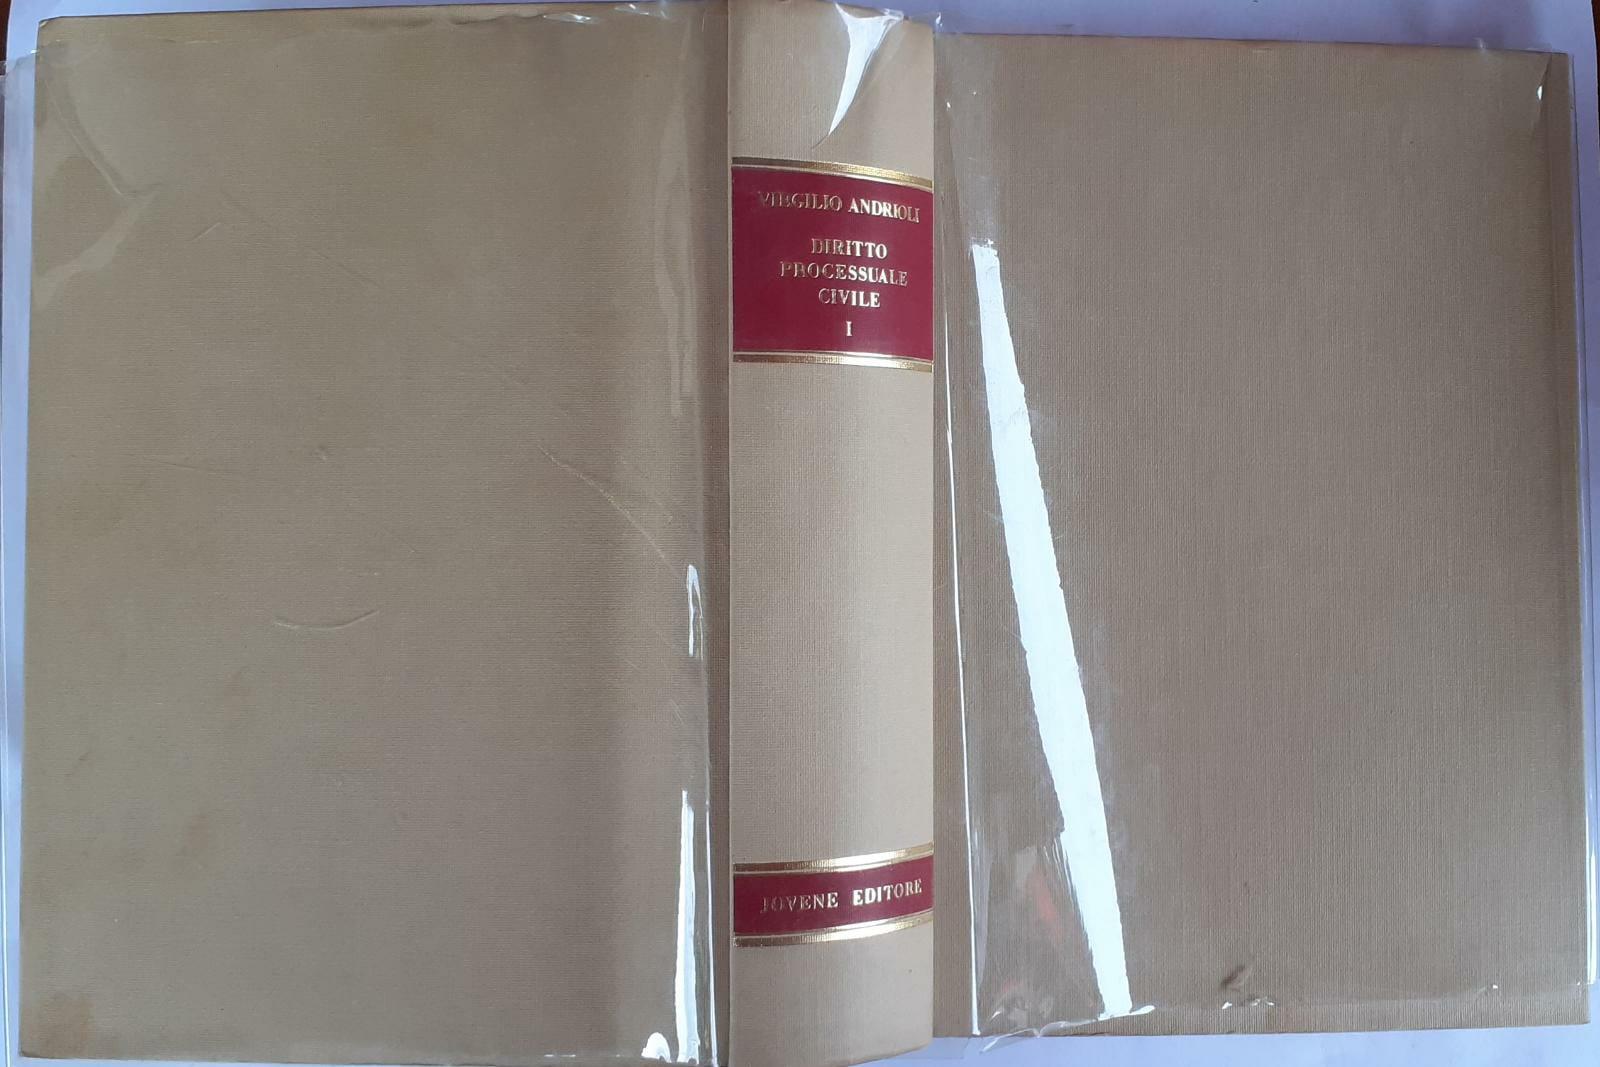 VIRGILIO ANDRIOLI
DIRITTO
PROCESSUALE
CIVILE
I
JOVENE EDITORE